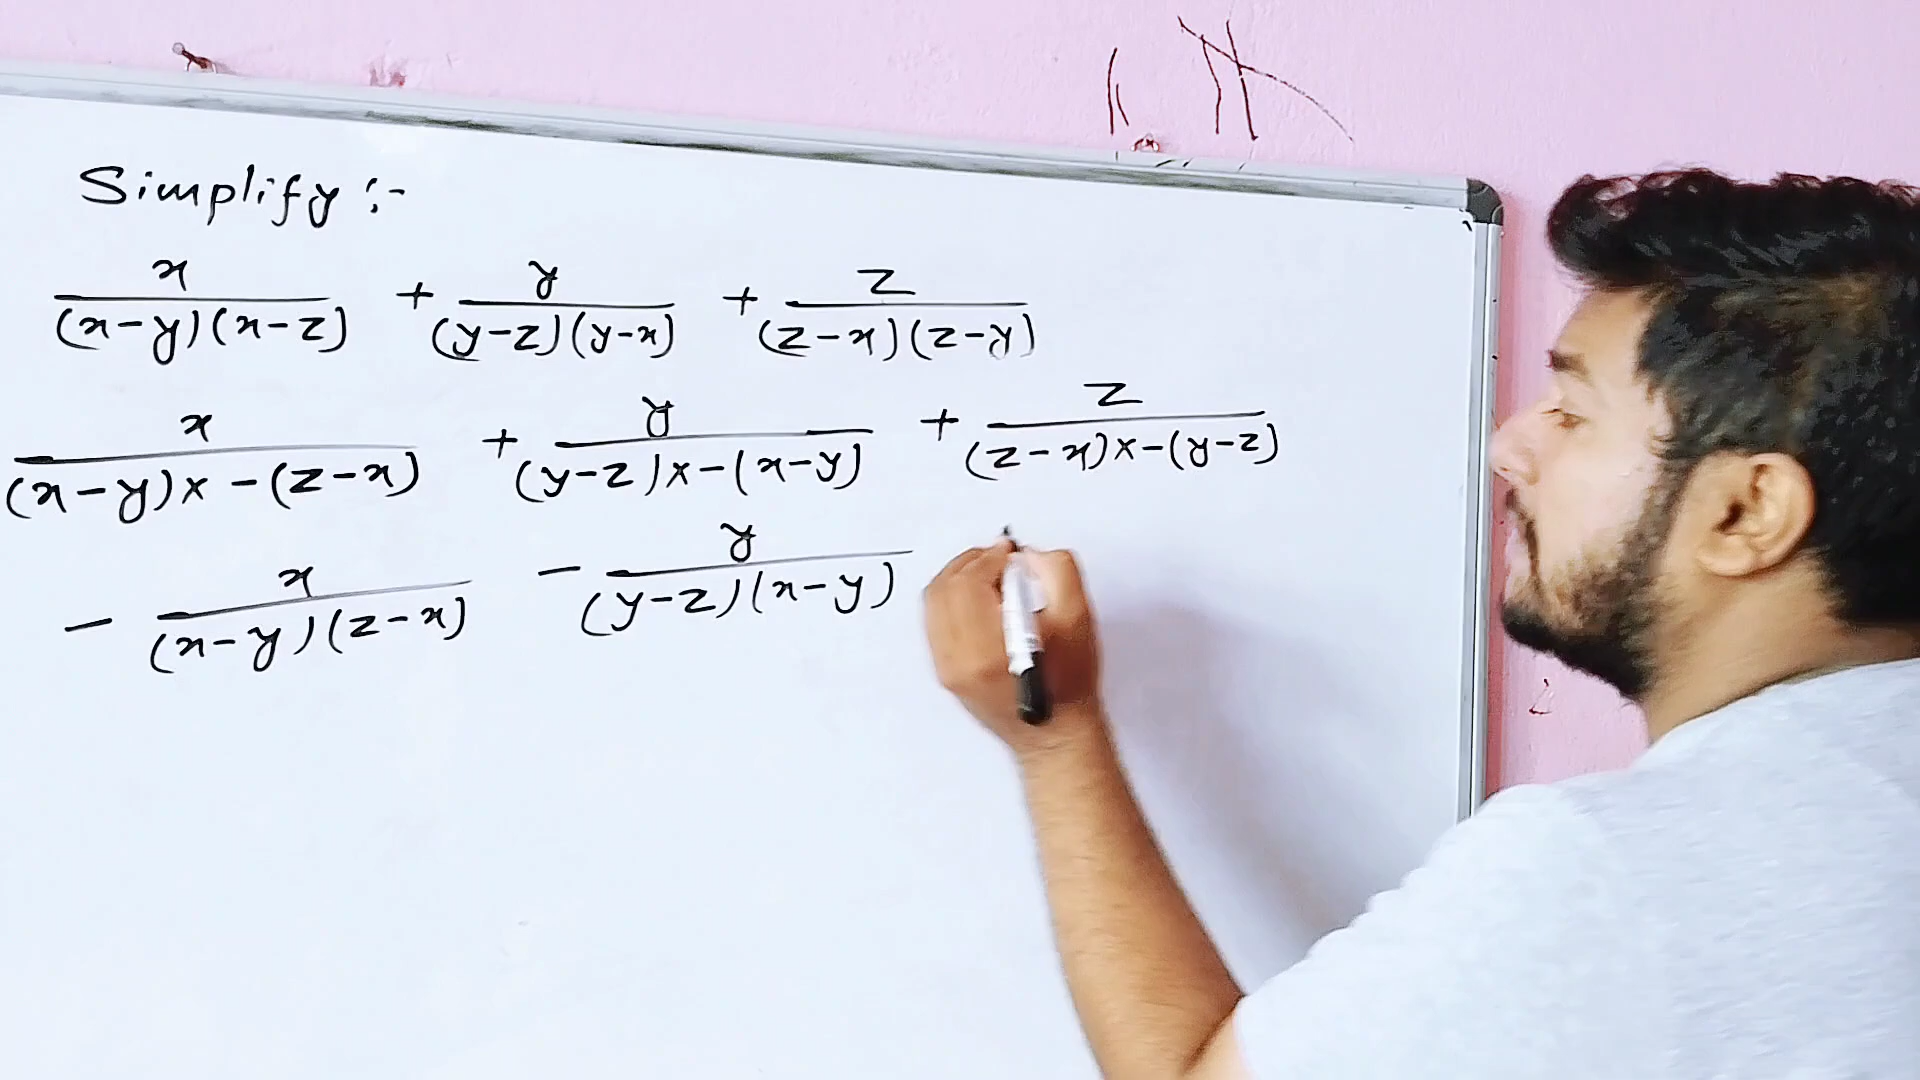 Simplify :-
x/(x-y)(x-z) + y/(y-z)(y-x) + z/(z-x)(z-y)
x/(x-y)x-(z-x) + y/(y-z)x-(x-y) + z/(z-x)x-(y-z)
- x/(x-y)(z-x) - y/(y-z)(x-y)